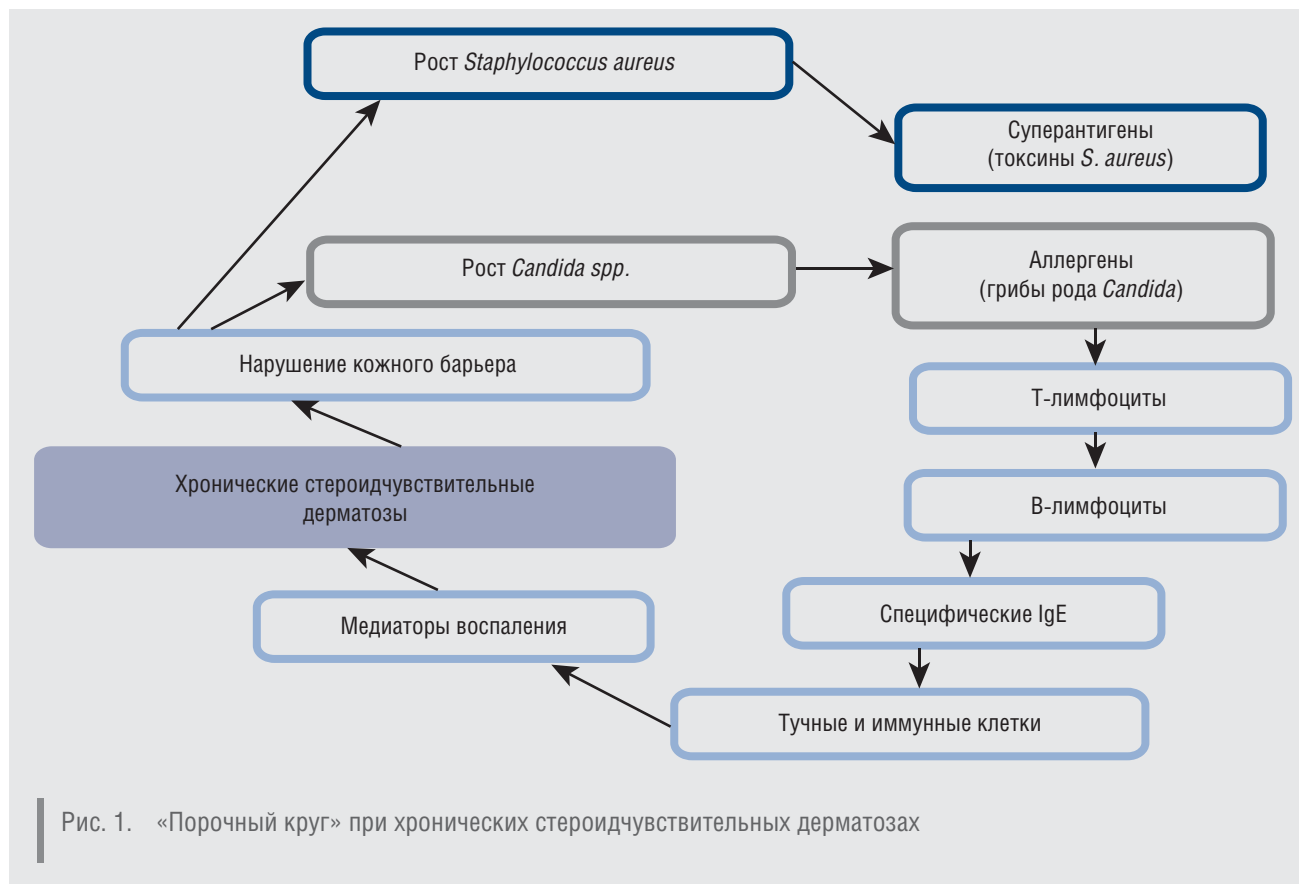 Рост Staphylococcus aureus
Суперантигены
(токсины S. aureus)
Рост Candida spp.
Аллергены
(грибы рода Candida)
Нарушение кожного барьера
Т-лимфоциты
Хронические стероидчувствительные
дерматозы
В-лимфоциты
Специфические IgE
Медиаторы воспаления
Тучные и иммунные клетки
Рис. 1. «Порочный круг» при хронических стероидчувствительных дерматозах